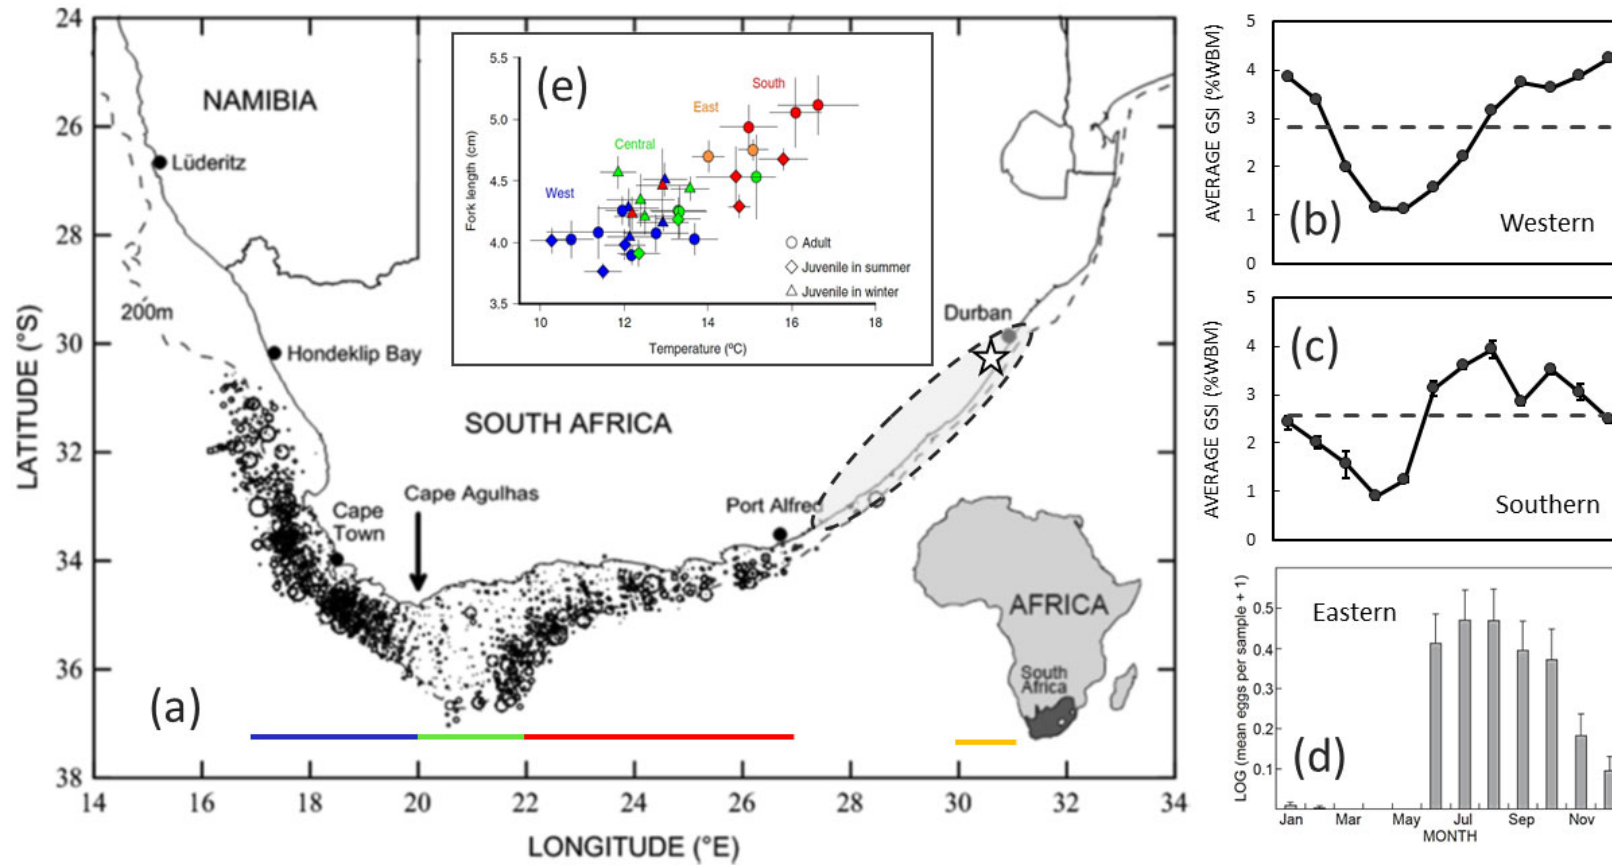 24
26
28
30
32
34
36
38
LATITUDE (°S)
14
16
18
20
22
24
26
28
30
32
34
LONGITUDE (°E)
NAMIBIA
Lüderitz
200m
Hondeklip Bay
SOUTH AFRICA
Cape Agulhas
Cape
Town
Port Alfred
Durban
AFRICA
South
Africa
(a)
(e)
5.5
5.0
4.5
4.0
3.5
Fork length (cm)
South
East
Central
West
Adult
Juvenile in summer
Juvenile in winter
10
12
14
16
18
Temperature (ºC)
5
4
3
2
1
0
AVERAGE GSI (%WBM)
(b)
Western
5
4
3
2
1
0
AVERAGE GSI (%WBM)
(c)
Southern
LOG (mean eggs per sample + 1)
0.5
0.4
0.3
0.2
0.1
Eastern
(d)
Jan
Mar
May
Jul
Sep
Nov
MONTH